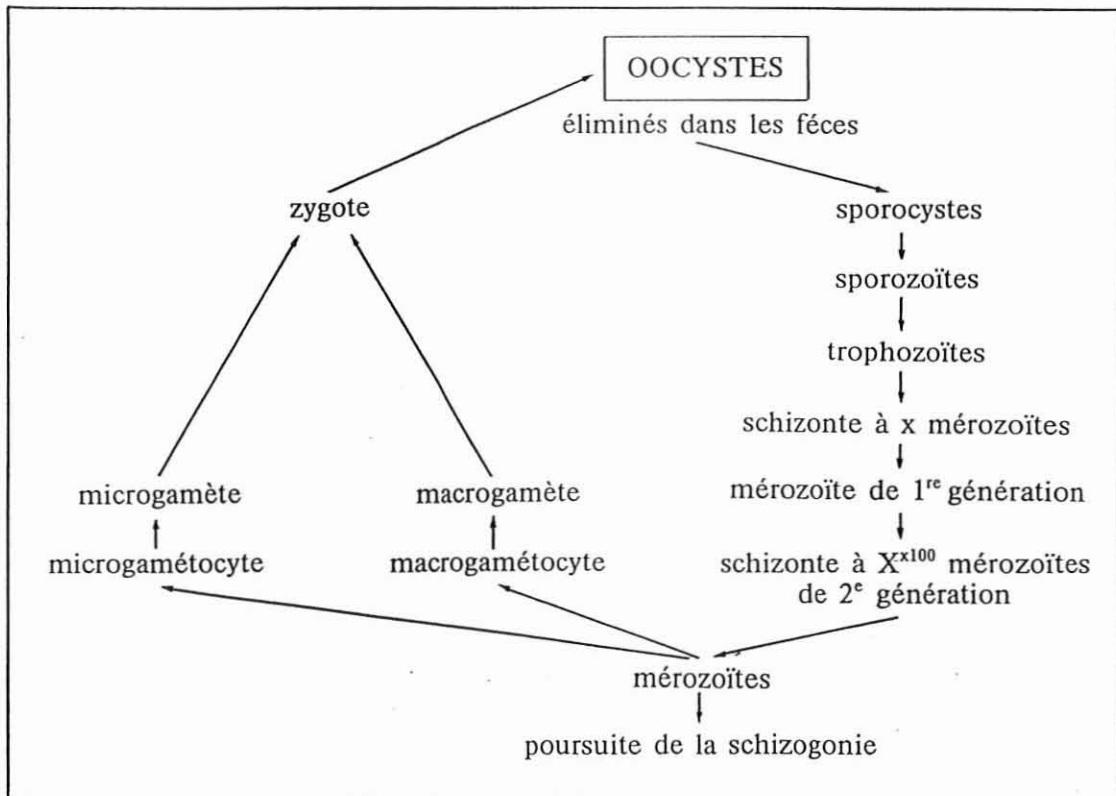 OOCYSTES
éliminés dans les féces
zygote
sporocystes
sporozoïtes
trophozoïtes
schizonte à x mérozoïtes
microgamète
macrogamète
mérozoïte de 1re génération
microgamétocyte
macrogamétocyte
schizonte à Xx100 mérozoïtes
de 2e génération
mérozoïtes
poursuite de la schizogonie